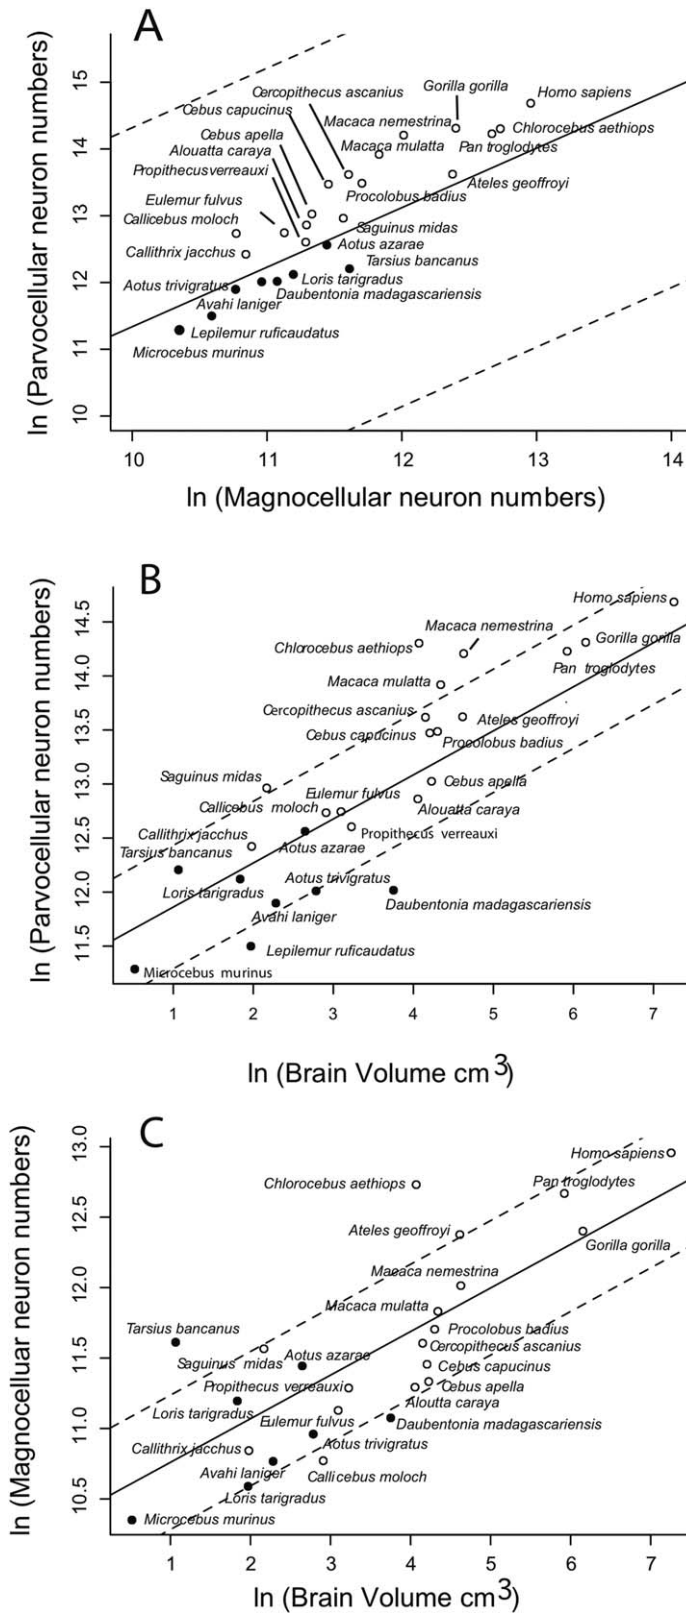 A
ln (Parvocellular neuron numbers)
15
14
13
12
11
10
Cercopithecus ascanius
Gorilla gorilla
Homo sapiens
Cebus capucinus
Macaca nemestrina
Chlorocebus aethiops
Cebus apella
Macaca mulatta
Pan troglodytes
Alouatta caraya
Propithecusverreauxi
Procolobus badius
Ateles geoffroyi
Eulemur fulvus
Callicebus moloch
Saguinus midas
Callithrix jacchus
Aotus azarae
Tarsius bancanus
Aotus trivigratus
Loris tarigradus
Avahi laniger
Daubentonia madagascariensis
Lepilemur ruficaudatus
Microcebus murinus
10
11
12
13
14
ln (Magnocellular neuron numbers)
B
ln (Parvocellular neuron numbers)
14.5
14.0
13.5
13.0
12.5
12.0
11.5
Homo sapiens
Macaca nemestrina
Chlorocebus aethiops
Gorilla gorilla
Pan troglodytes
Macaca mulatta
Cercopithecus ascanius
Ateles geoffroyi
Cebus capucinus
Procolobus badius
Saguinus midas
Eulemur fulvus
Cebus apella
Callicebus moloch
Alouatta caraya
Callithrix jacchus
Propithecus verreauxi
Tarsius bancanus
Aotus azarae
Loris tarigradus
Aotus trivigratus
Avahi laniger
Daubentonia madagascariensis
Lepilemur ruficaudatus
Microcebus murinus
1
2
3
4
5
6
7
ln (Brain Volume cm3)
C
ln (Magnocelluar neuron numbers)
13.0
12.5
12.0
11.5
11.0
10.5
Homo sapiens
Chlorocebus aethiops
Pan troglodytes
Ateles geoffroyi
Gorilla gorilla
Macaca nemestrina
Macaca mulatta
Tarsius bancanus
Procolobus badius
Cercopithecus ascanius
Saguinus midas
Aotus azarae
Cebus capucinus
Propithecus verreauxi
Cebus apella
Loris tarigradus
Aloutta caraya
Eulemur fulvus
Daubentonia madagascariensis
Callithrix jacchus
Aotus trivigratus
Avahi laniger
Callicebus moloch
Loris tarigradus
Microcebus murinus
1
2
3
4
5
6
7
ln (Brain Volume cm3)